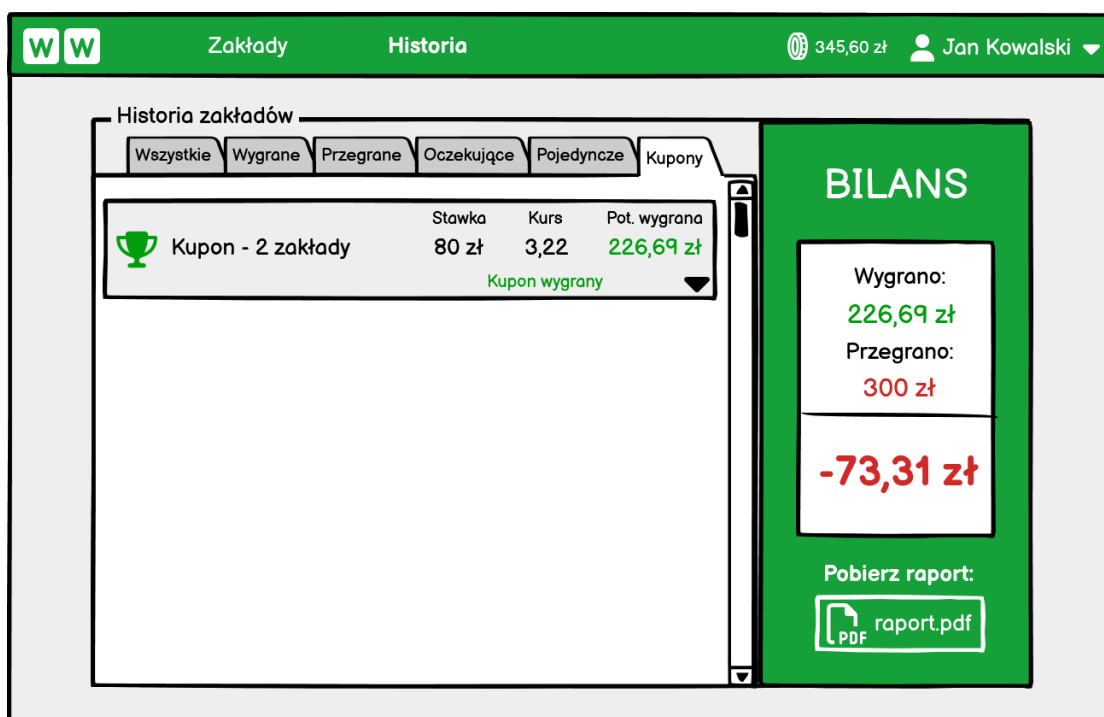 W W Zakłady Historia 345,60 zł Jan Kowalski
Historia zakładów
Wszystkie Wygrane Przegrane Oczekujące Pojedyncze Kupony
Stawka Kurs Pot. wygrana
Kupon - 2 zakłady 80 zł 3,22 226,69 zł
Kupon wygrany
BILANS
Wygrano:
226,69 zł
Przegrano:
300 zł
-73,31 zł
Pobierz raport:
PDF raport.pdf